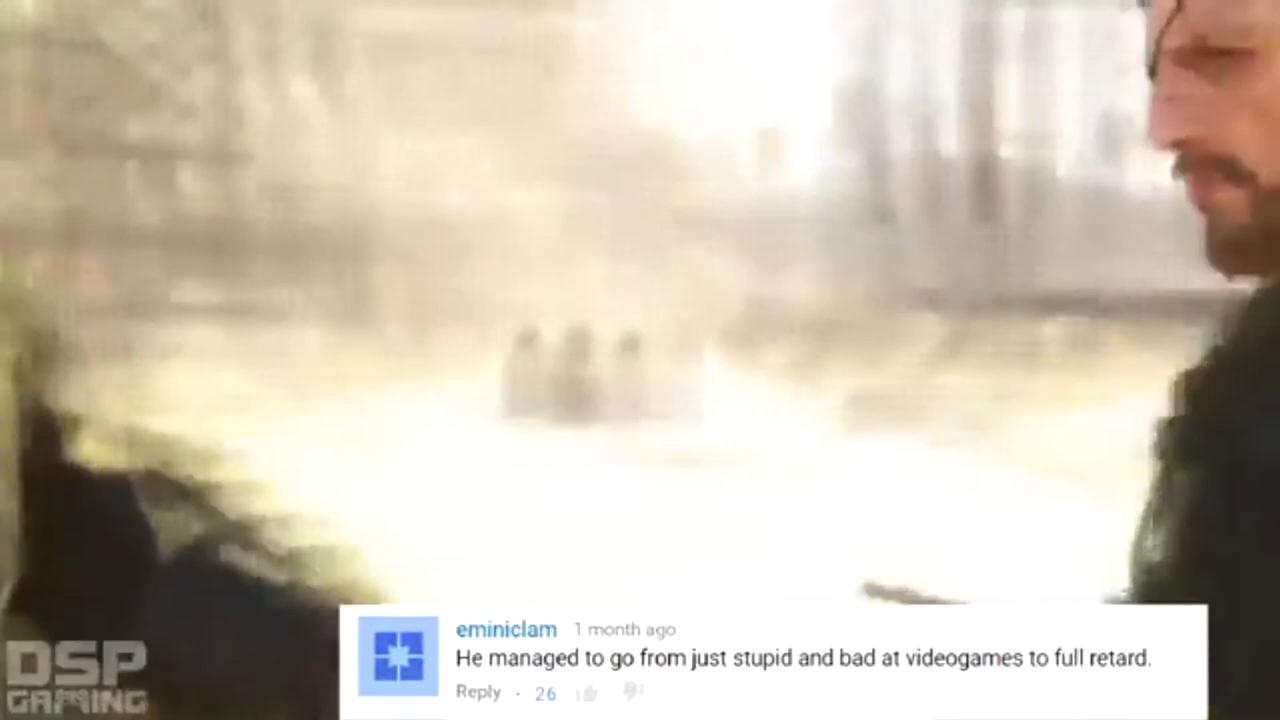 DSP
GAMING
eminiclam 1 month ago
He managed to go from just stupid and bad at videogames to full retard.
Reply · 26